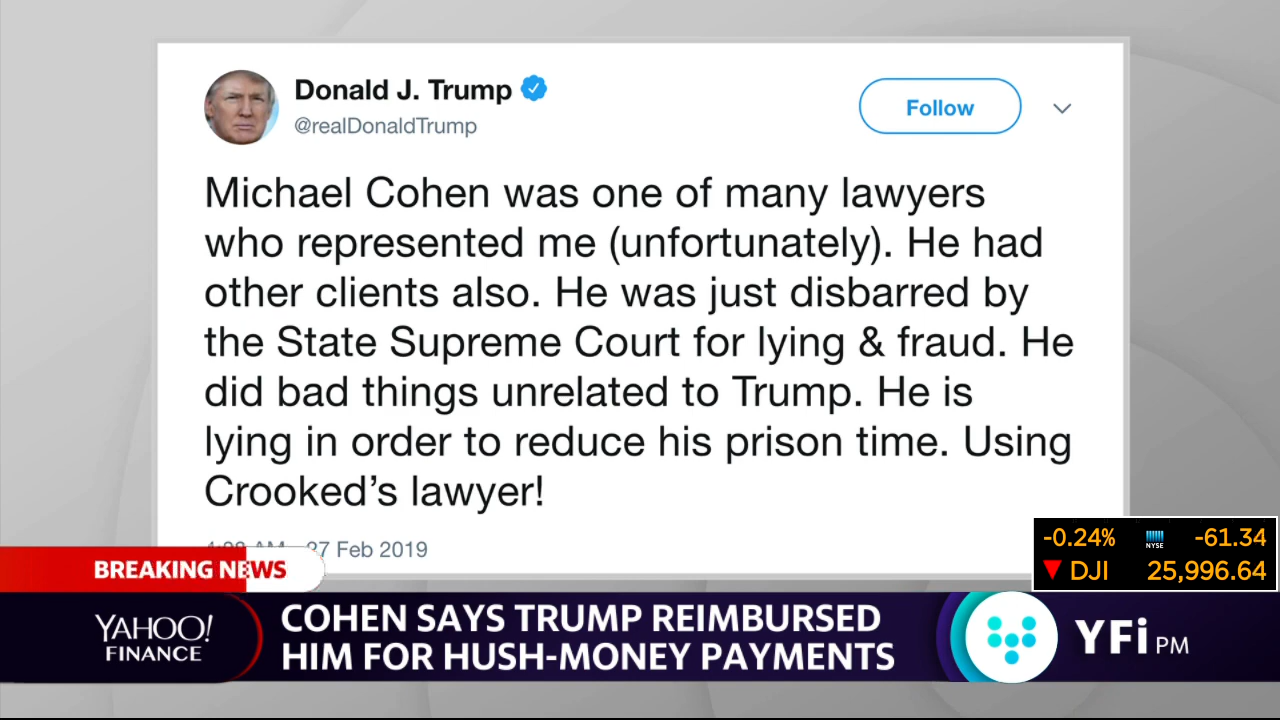 Donald J. Trump
@realDonaldTrump
Follow
Michael Cohen was one of many lawyers
who represented me (unfortunately). He had
other clients also. He was just disbarred by
the State Supreme Court for lying & fraud. He
did bad things unrelated to Trump. He is
lying in order to reduce his prison time. Using
Crooked’s lawyer!
27 Feb 2019
-0.24% NYSE -61.34
▼ DJI 25,996.64
BREAKING NEWS
YAHOO!
FINANCE
COHEN SAYS TRUMP REIMBURSED
HIM FOR HUSH-MONEY PAYMENTS
YFi PM